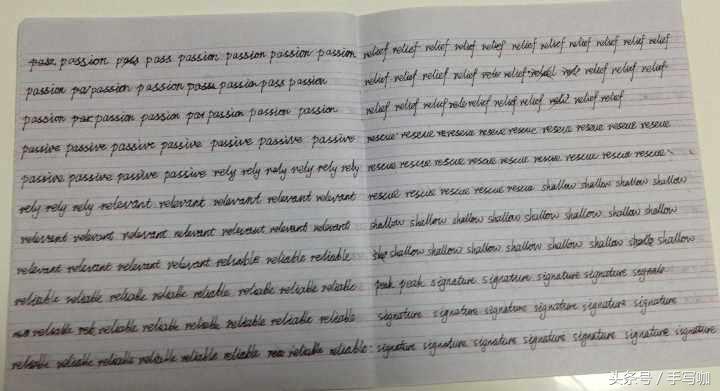 pass passion pass pass passion passion passion passion
passion pa passion passion pass passion pass passion
passion pas passion passion pas passion passion passion
passive passive passive passive passive passive passive
passive passive passive passive rely rely rely rely rely rely
rely rely rely relevant relevant relevant relevant relevant
relevant relevant relevant relevant relevant relevant relevant
relevant relevant relevant relevant reliable reliable reliable
reliable reliable reliable reliable reliable reliable reliable reliable
reliable reliable reliable reliable reliable reliable reliable
reliable reliable reliable reliable reliable reliable reliable reliable
relief relief relief relief relief relief relief relief relief relief relief
relief relief relief relief relief relief relief relief
relief relief relief relief relief relief relief relief relief
rescue rescue rescue rescue rescue rescue rescue rescue rescue
rescue rescue rescue rescue rescue rescue rescue rescue rescue
rescue rescue rescue rescue rescue shallow shallow shallow shallow
shallow shallow shallow shallow shallow shallow shallow shallow
shallow shallow shallow shallow shallow shallow shallow
peak peak signature signature signature signature
signature signature signature signature signature signature
signature signature signature signature signature signature signature
头条号 / 手写咖